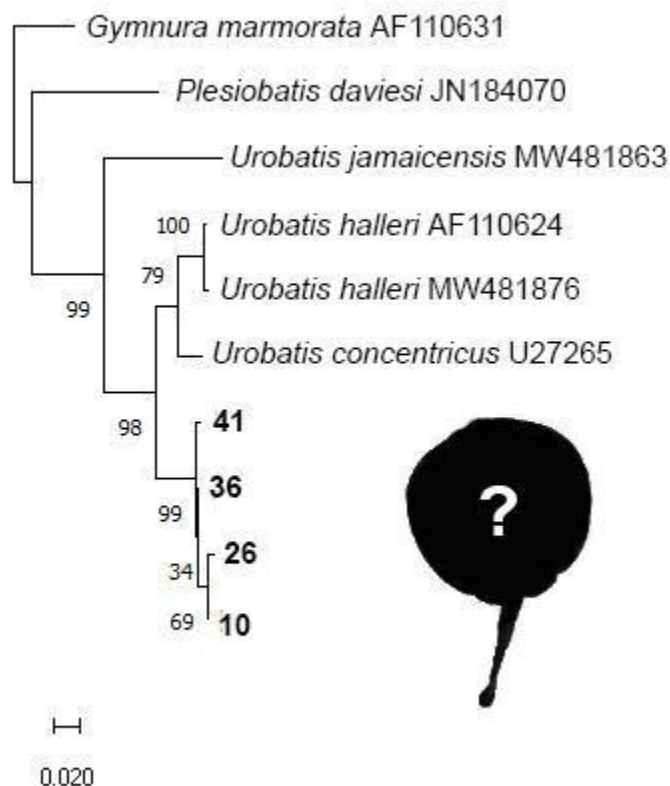 Gymnura marmorata AF110631
Plesiobatis daviesi JN184070
Urobatis jamaicensis MW481863
100 Urobatis halleri AF110624
79
Urobatis halleri MW481876
99
Urobatis concentricus U27265
98
41
36
99
26
34
69 10
?
0.020